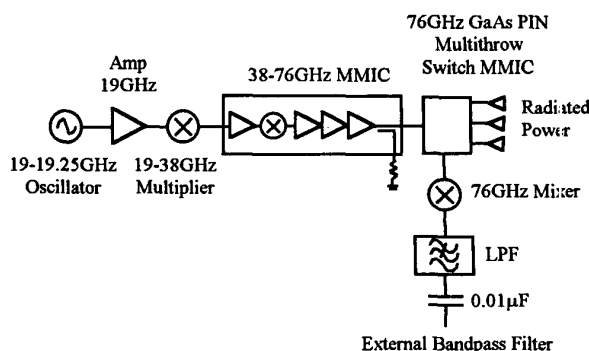 76GHz GaAs PIN
Multithrow
Switch MMIC
Amp
19GHz
38-76GHz MMIC
Radiated
Power
19-19.25GHz
Oscillator
19-38GHz
Multiplier
76GHz Mixer
LPF
0.01µF
External Bandpass Filter